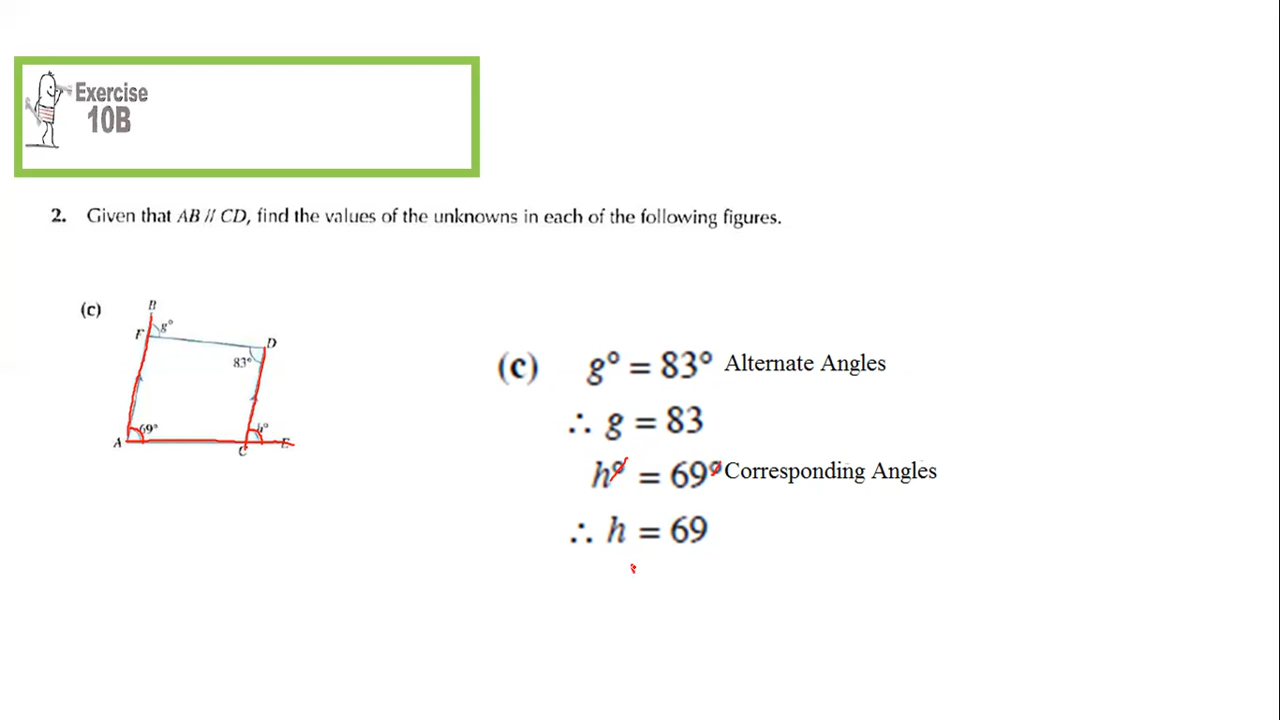 Exercise
10B
2. Given that AB // CD, find the values of the unknowns in each of the following figures.
(c)
B
F
g°
D
83°
69°
h°
A
C
E
(c) g° = 83° Alternate Angles
∴ g = 83
h° = 69° Corresponding Angles
∴ h = 69